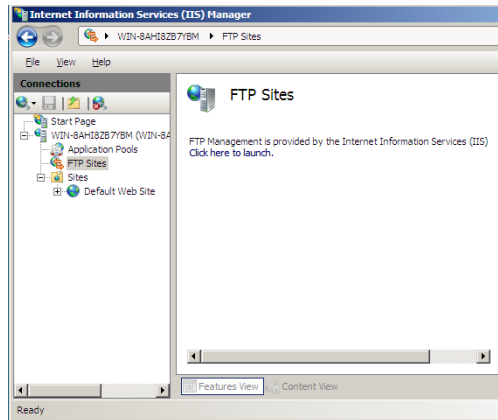 Internet Information Services (IIS) Manager
WIN-8AHI8ZB7YBM FTP Sites
File View Help
Connections
Start Page
WIN-8AHI8ZB7YBM (WIN-8A
Application Pools
FTP Sites
Sites
Default Web Site
FTP Sites
FTP Management is provided by the Internet Information Services (IIS)
Click here to launch.
Features View Content View
Ready